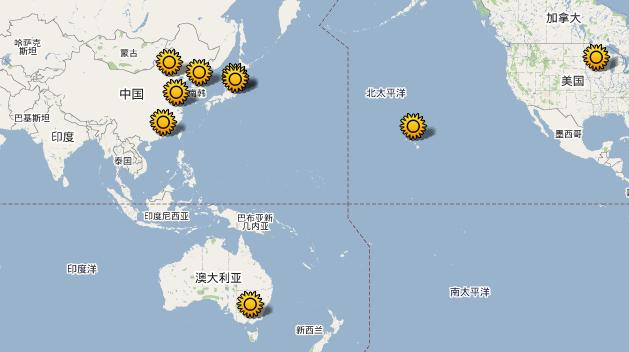 加拿大
哈萨克
斯坦
蒙古
美国
中国
南韩
北太平洋
巴基斯坦
印度
墨西哥
泰国
印度尼西亚
巴布亚新
几内亚
印度洋
澳大利亚
南太平洋
新西兰